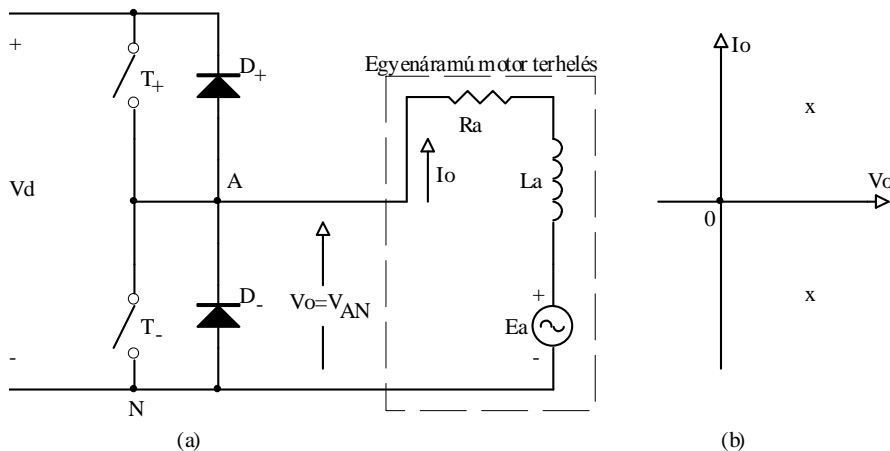 +
T+
D+
Egyenáramú motor terhelés
Ra
Io
La
Vd
A
Vo=VAN
T-
D-
+
Ea
-
-
N
(a)
Io
x
Vo
0
x
(b)